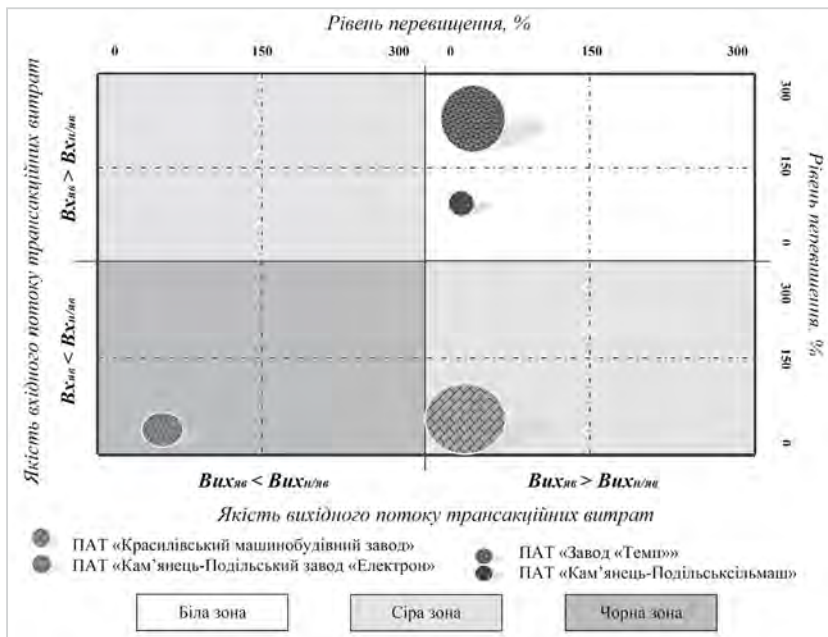 Рівень перевищення, %
0 150 300 0 150 300
Якість вхідного потоку трансакційних витрат
Вхяв > Вхн/яв
Вхяв < Вхн/яв
300
150
0
300
150
0
Рівень перевищення, %
Вихяв < Вихн/яв Вихяв > Вихн/яв
Якість вихідного потоку трансакційних витрат
ПАТ «Красилівський машинобудівний завод»
ПАТ «Кам’янець-Подільський завод «Електрон»
ПАТ «Завод «Темп»»
ПАТ «Кам’янець-Подільськсільмаш»
Біла зона Сіра зона Чорна зона